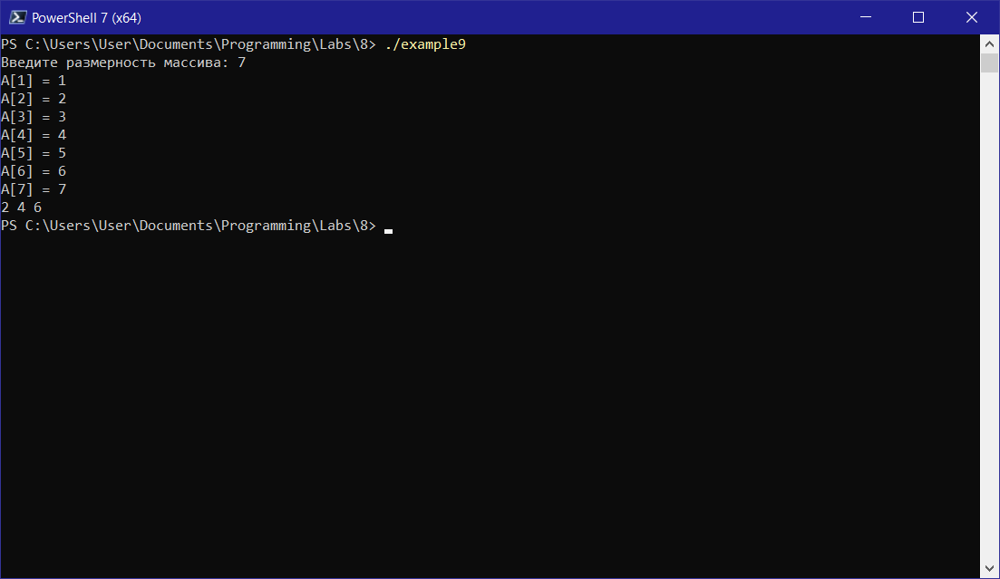 PowerShell 7 (x64)
PS C:\Users\User\Documents\Programming\Labs\8> ./example9
Введите размерность массива: 7
A[1] = 1
A[2] = 2
A[3] = 3
A[4] = 4
A[5] = 5
A[6] = 6
A[7] = 7
2 4 6
PS C:\Users\User\Documents\Programming\Labs\8>